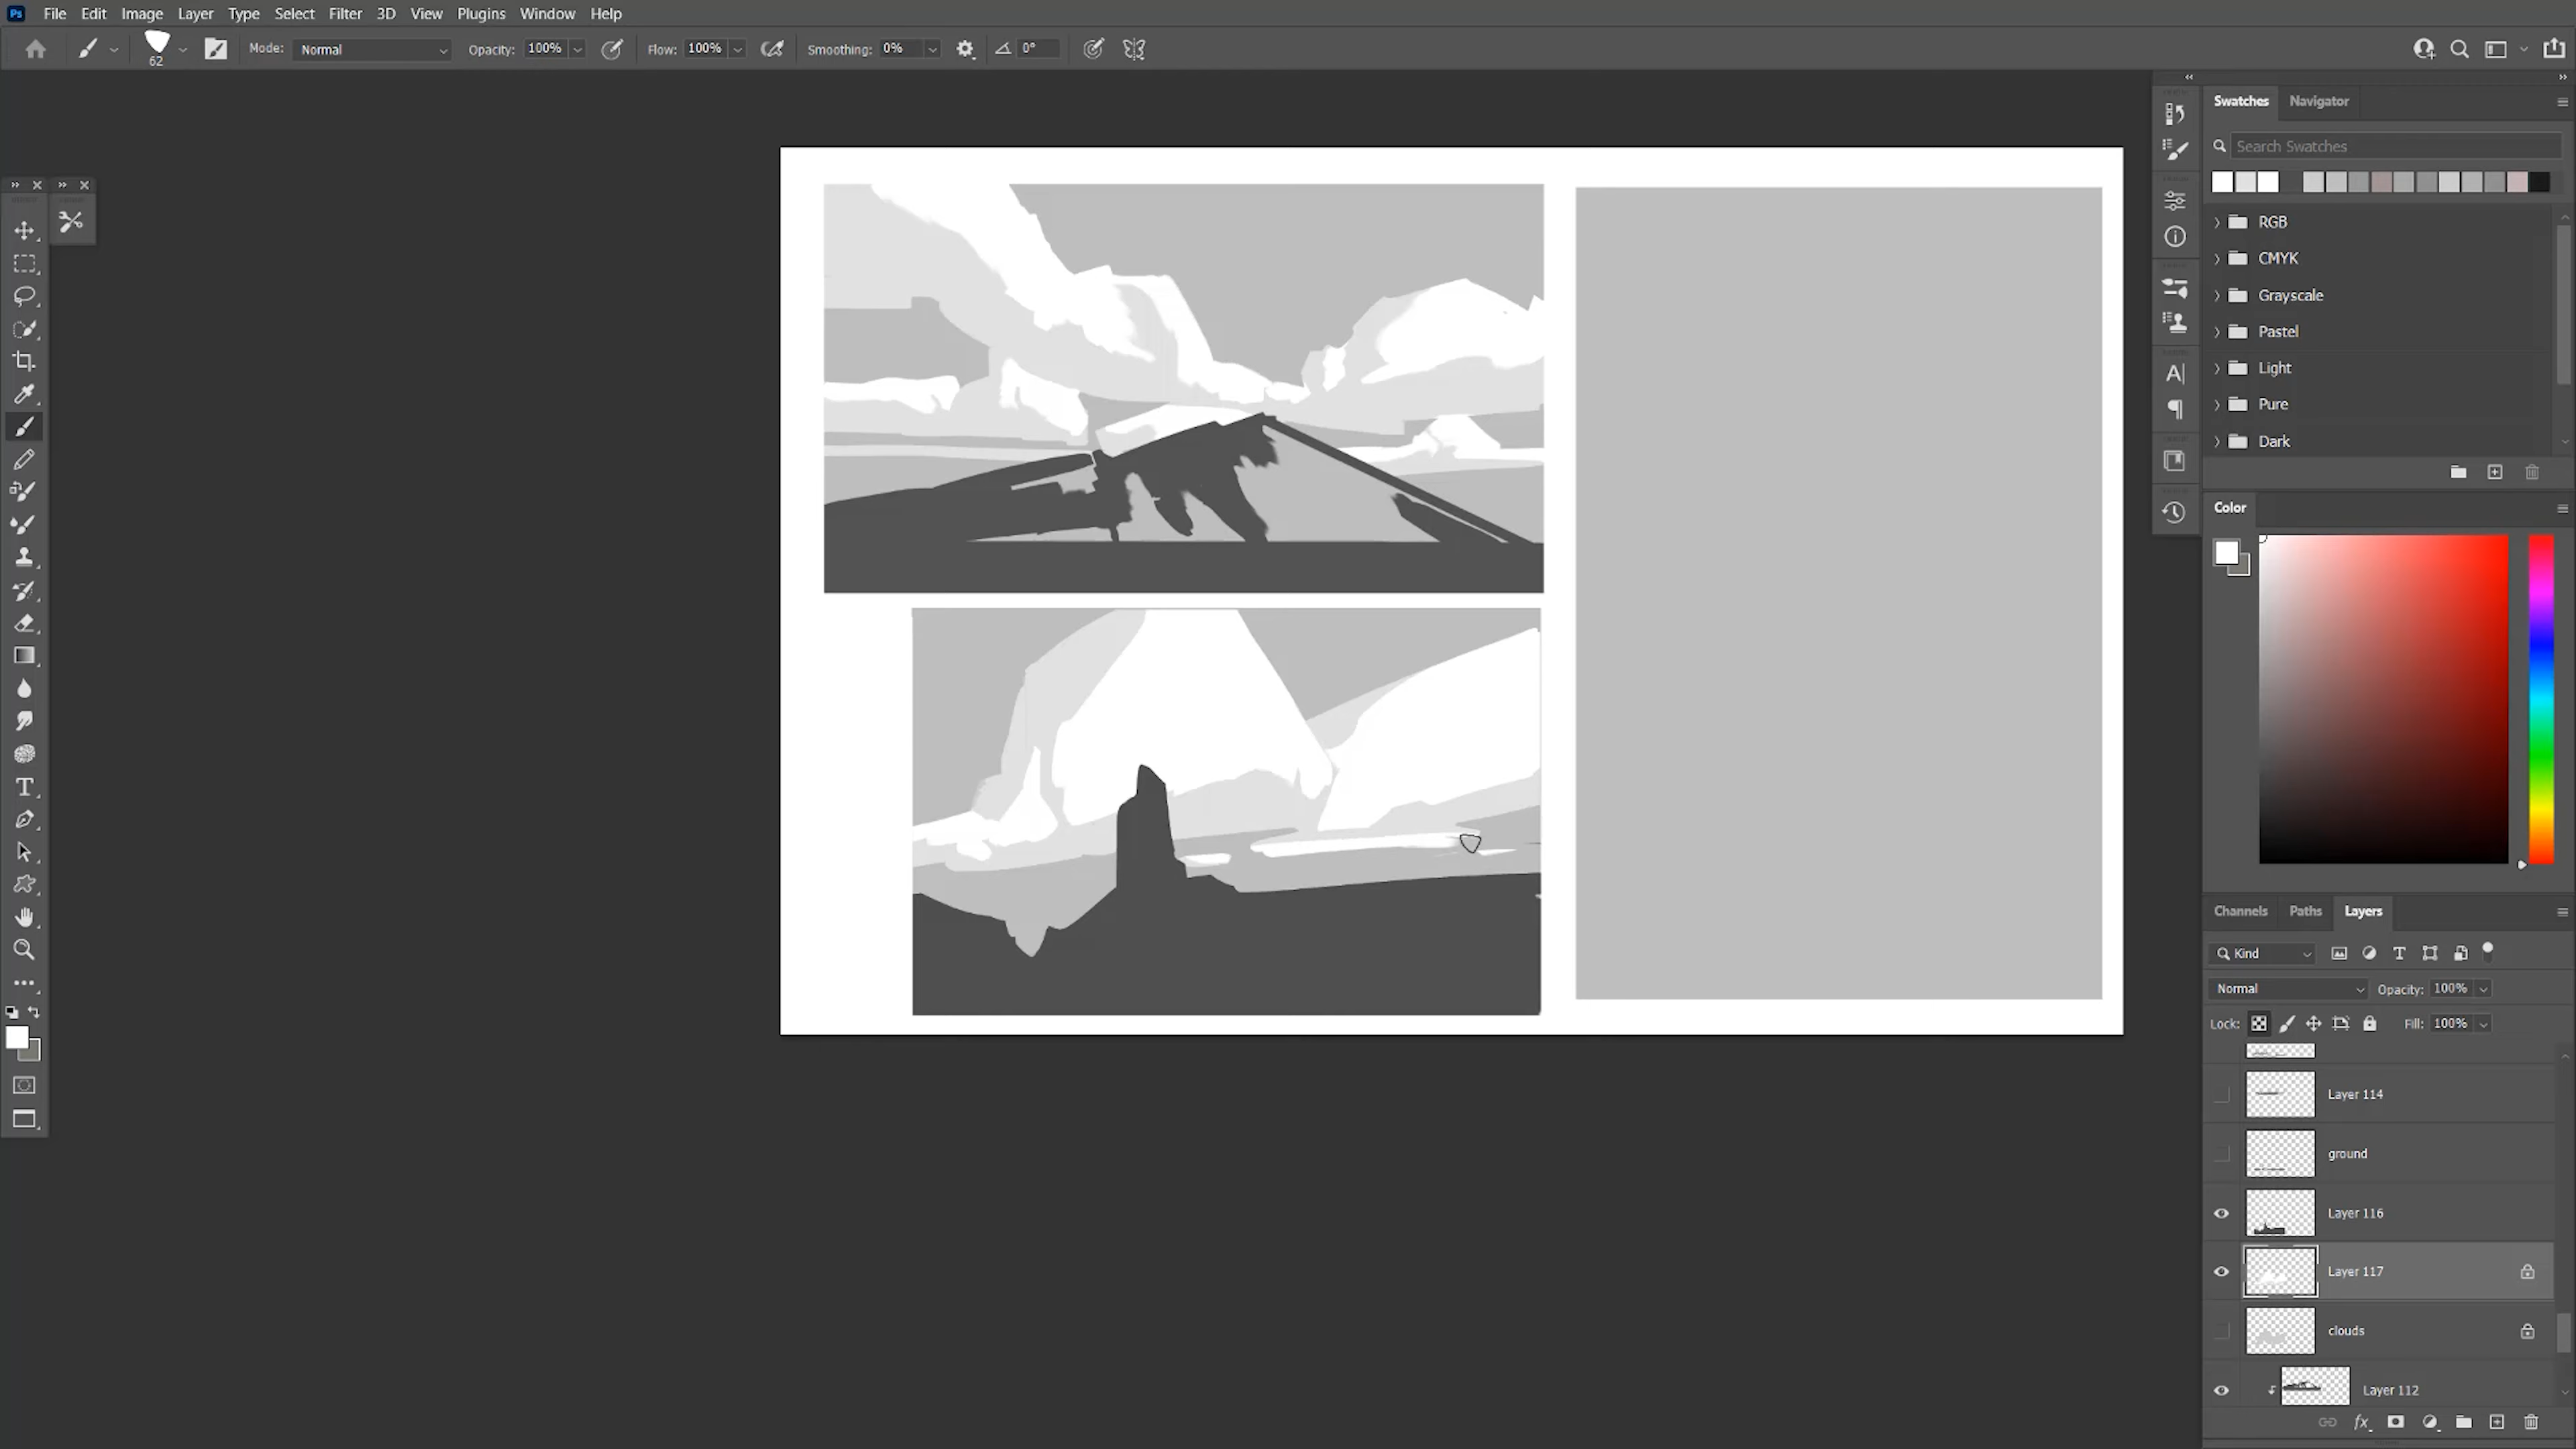 Ps File Edit Image Layer Type Select Filter 3D View Plugins Window Help
62 Mode: Normal Opacity: 100% Flow: 100% Smoothing: 0% 0°
Swatches Navigator
Search Swatches
RGB
CMYK
Grayscale
Pastel
Light
Pure
Dark
Color
Channels Paths Layers
Kind
Normal Opacity: 100%
Lock: Fill: 100%
Layer 114
ground
Layer 116
Layer 117
clouds
Layer 112